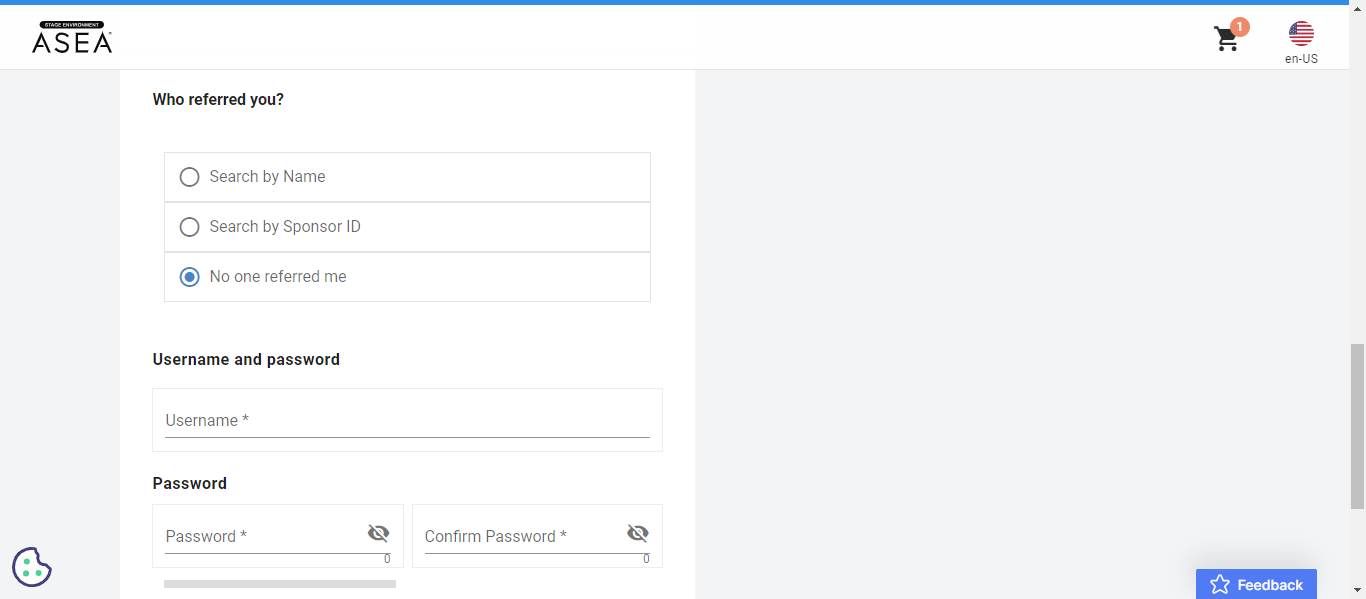 STAGE ENVIRONMENT
ASEA
1
en-US
Who referred you?
Search by Name
Search by Sponsor ID
No one referred me
Username and password
Username *
Password
Password *
Confirm Password *
0
0
Feedback